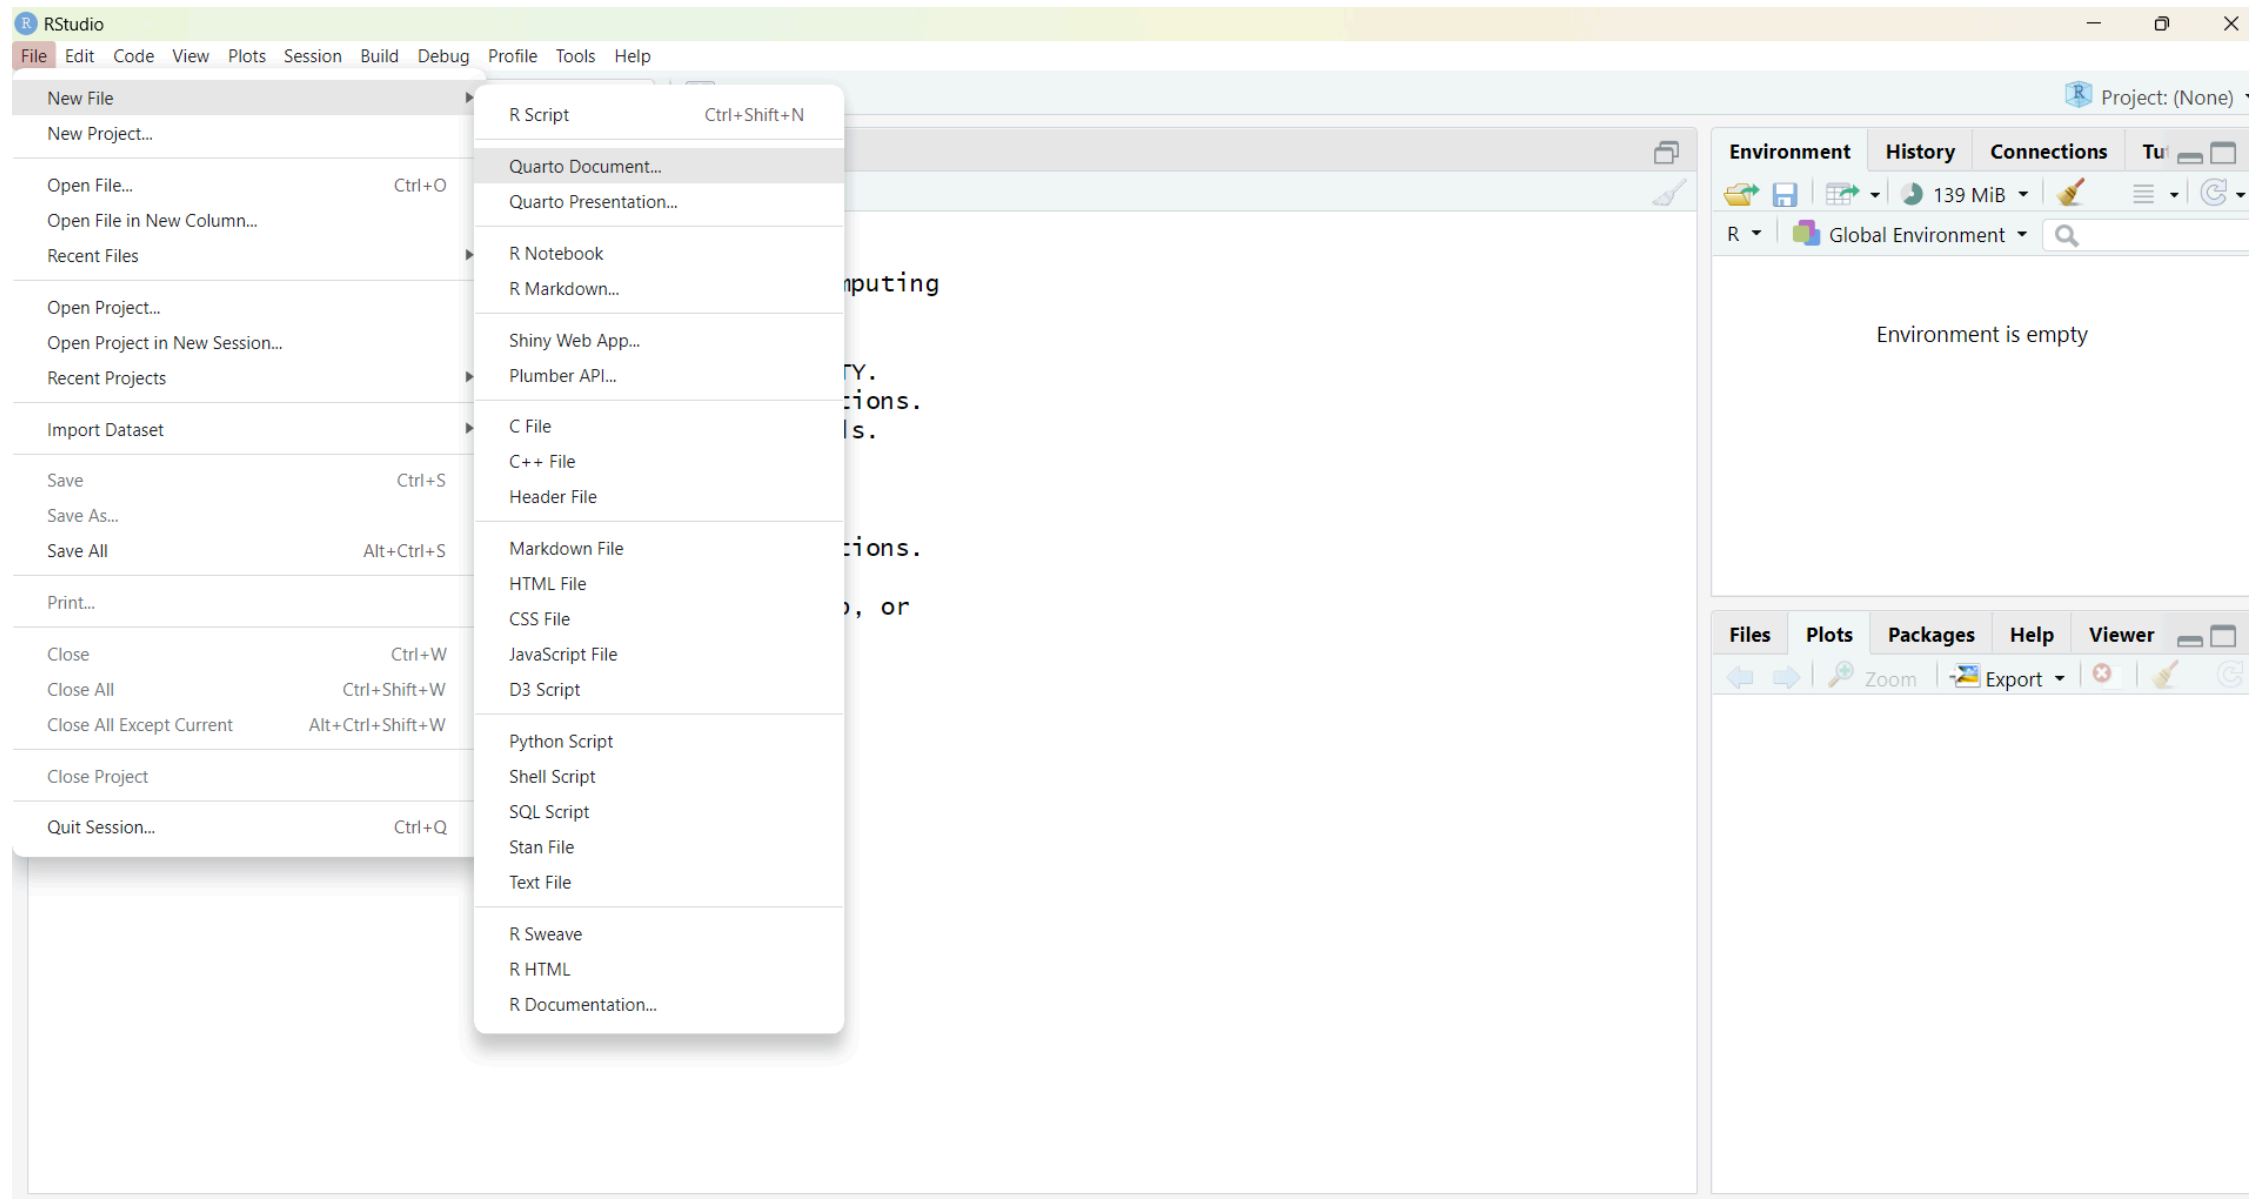 RStudio
File Edit Code View Plots Session Build Debug Profile Tools Help
Project: (None)
New File
New Project...
Open File... Ctrl+O
Open File in New Column...
Recent Files
Open Project...
Open Project in New Session...
Recent Projects
Import Dataset
Save Ctrl+S
Save As...
Save All Alt+Ctrl+S
Print...
Close Ctrl+W
Close All Ctrl+Shift+W
Close All Except Current Alt+Ctrl+Shift+W
Close Project
Quit Session... Ctrl+Q
R Script Ctrl+Shift+N
Quarto Document...
Quarto Presentation...
R Notebook
R Markdown...
Shiny Web App...
Plumber API...
C File
C++ File
Header File
Markdown File
HTML File
CSS File
JavaScript File
D3 Script
Python Script
Shell Script
SQL Script
Stan File
Text File
R Sweave
R HTML
R Documentation...
mputing
TY.
tions.
ls.
tions.
, or
Environment History Connections Tu
139 MiB
R Global Environment
Environment is empty
Files Plots Packages Help Viewer
Zoom Export